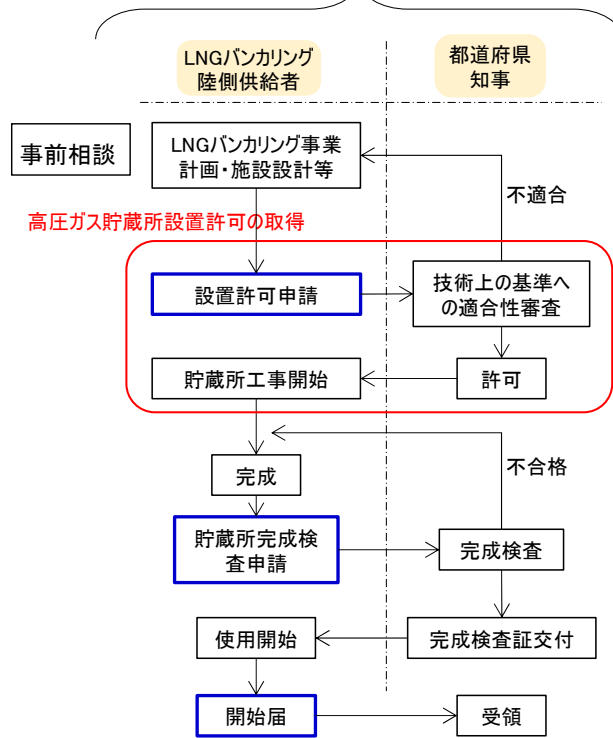 LNGバンカリング
陸側供給者
都道府県
知事
事前相談
LNGバンカリング事業
計画・施設設計等
不適合
高圧ガス貯蔵所設置許可の取得
設置許可申請
技術上の基準へ
の適合性審査
貯蔵所工事開始
許可
不合格
完成
貯蔵所完成検
査申請
完成検査
使用開始
完成検査証交付
開始届
受領